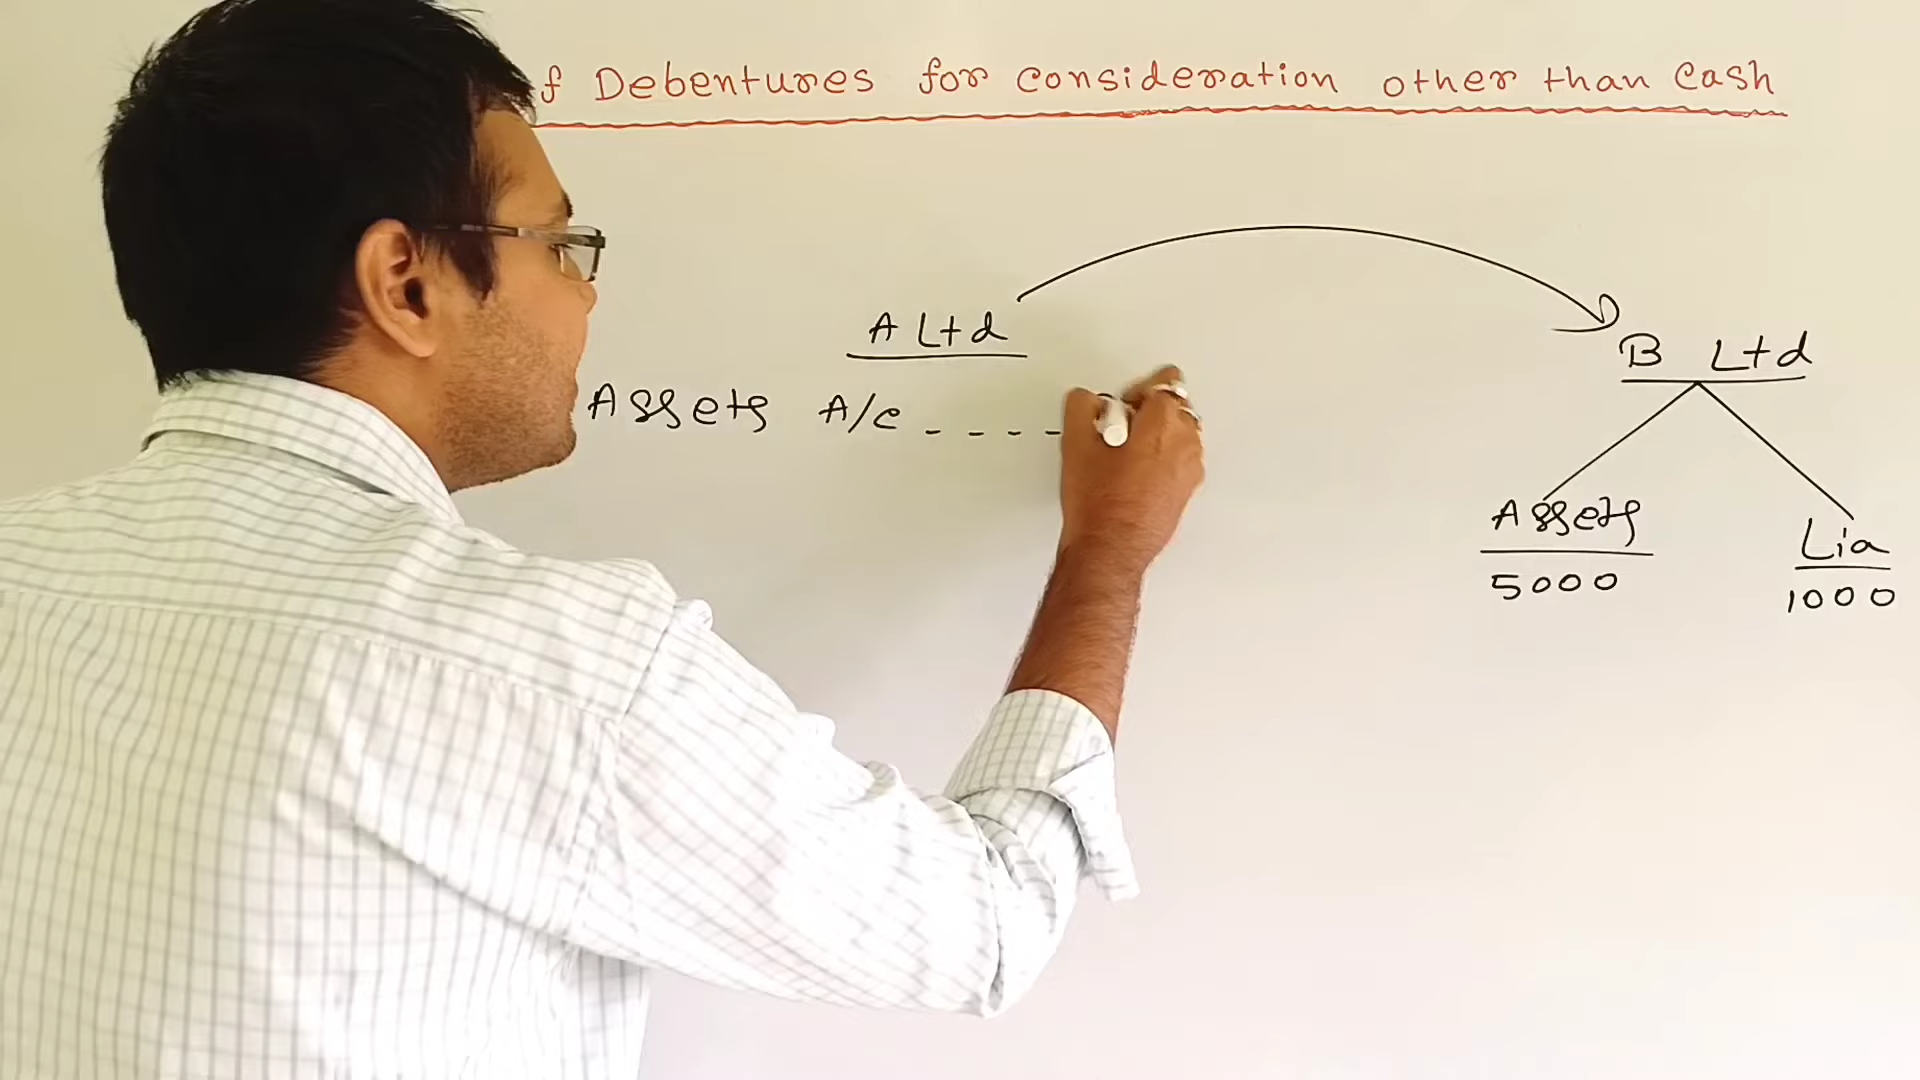 f Debentures for consideration other than Cash
A Ltd
B Ltd
Assets A/c - - - -
Assets
Lia
5000
1000